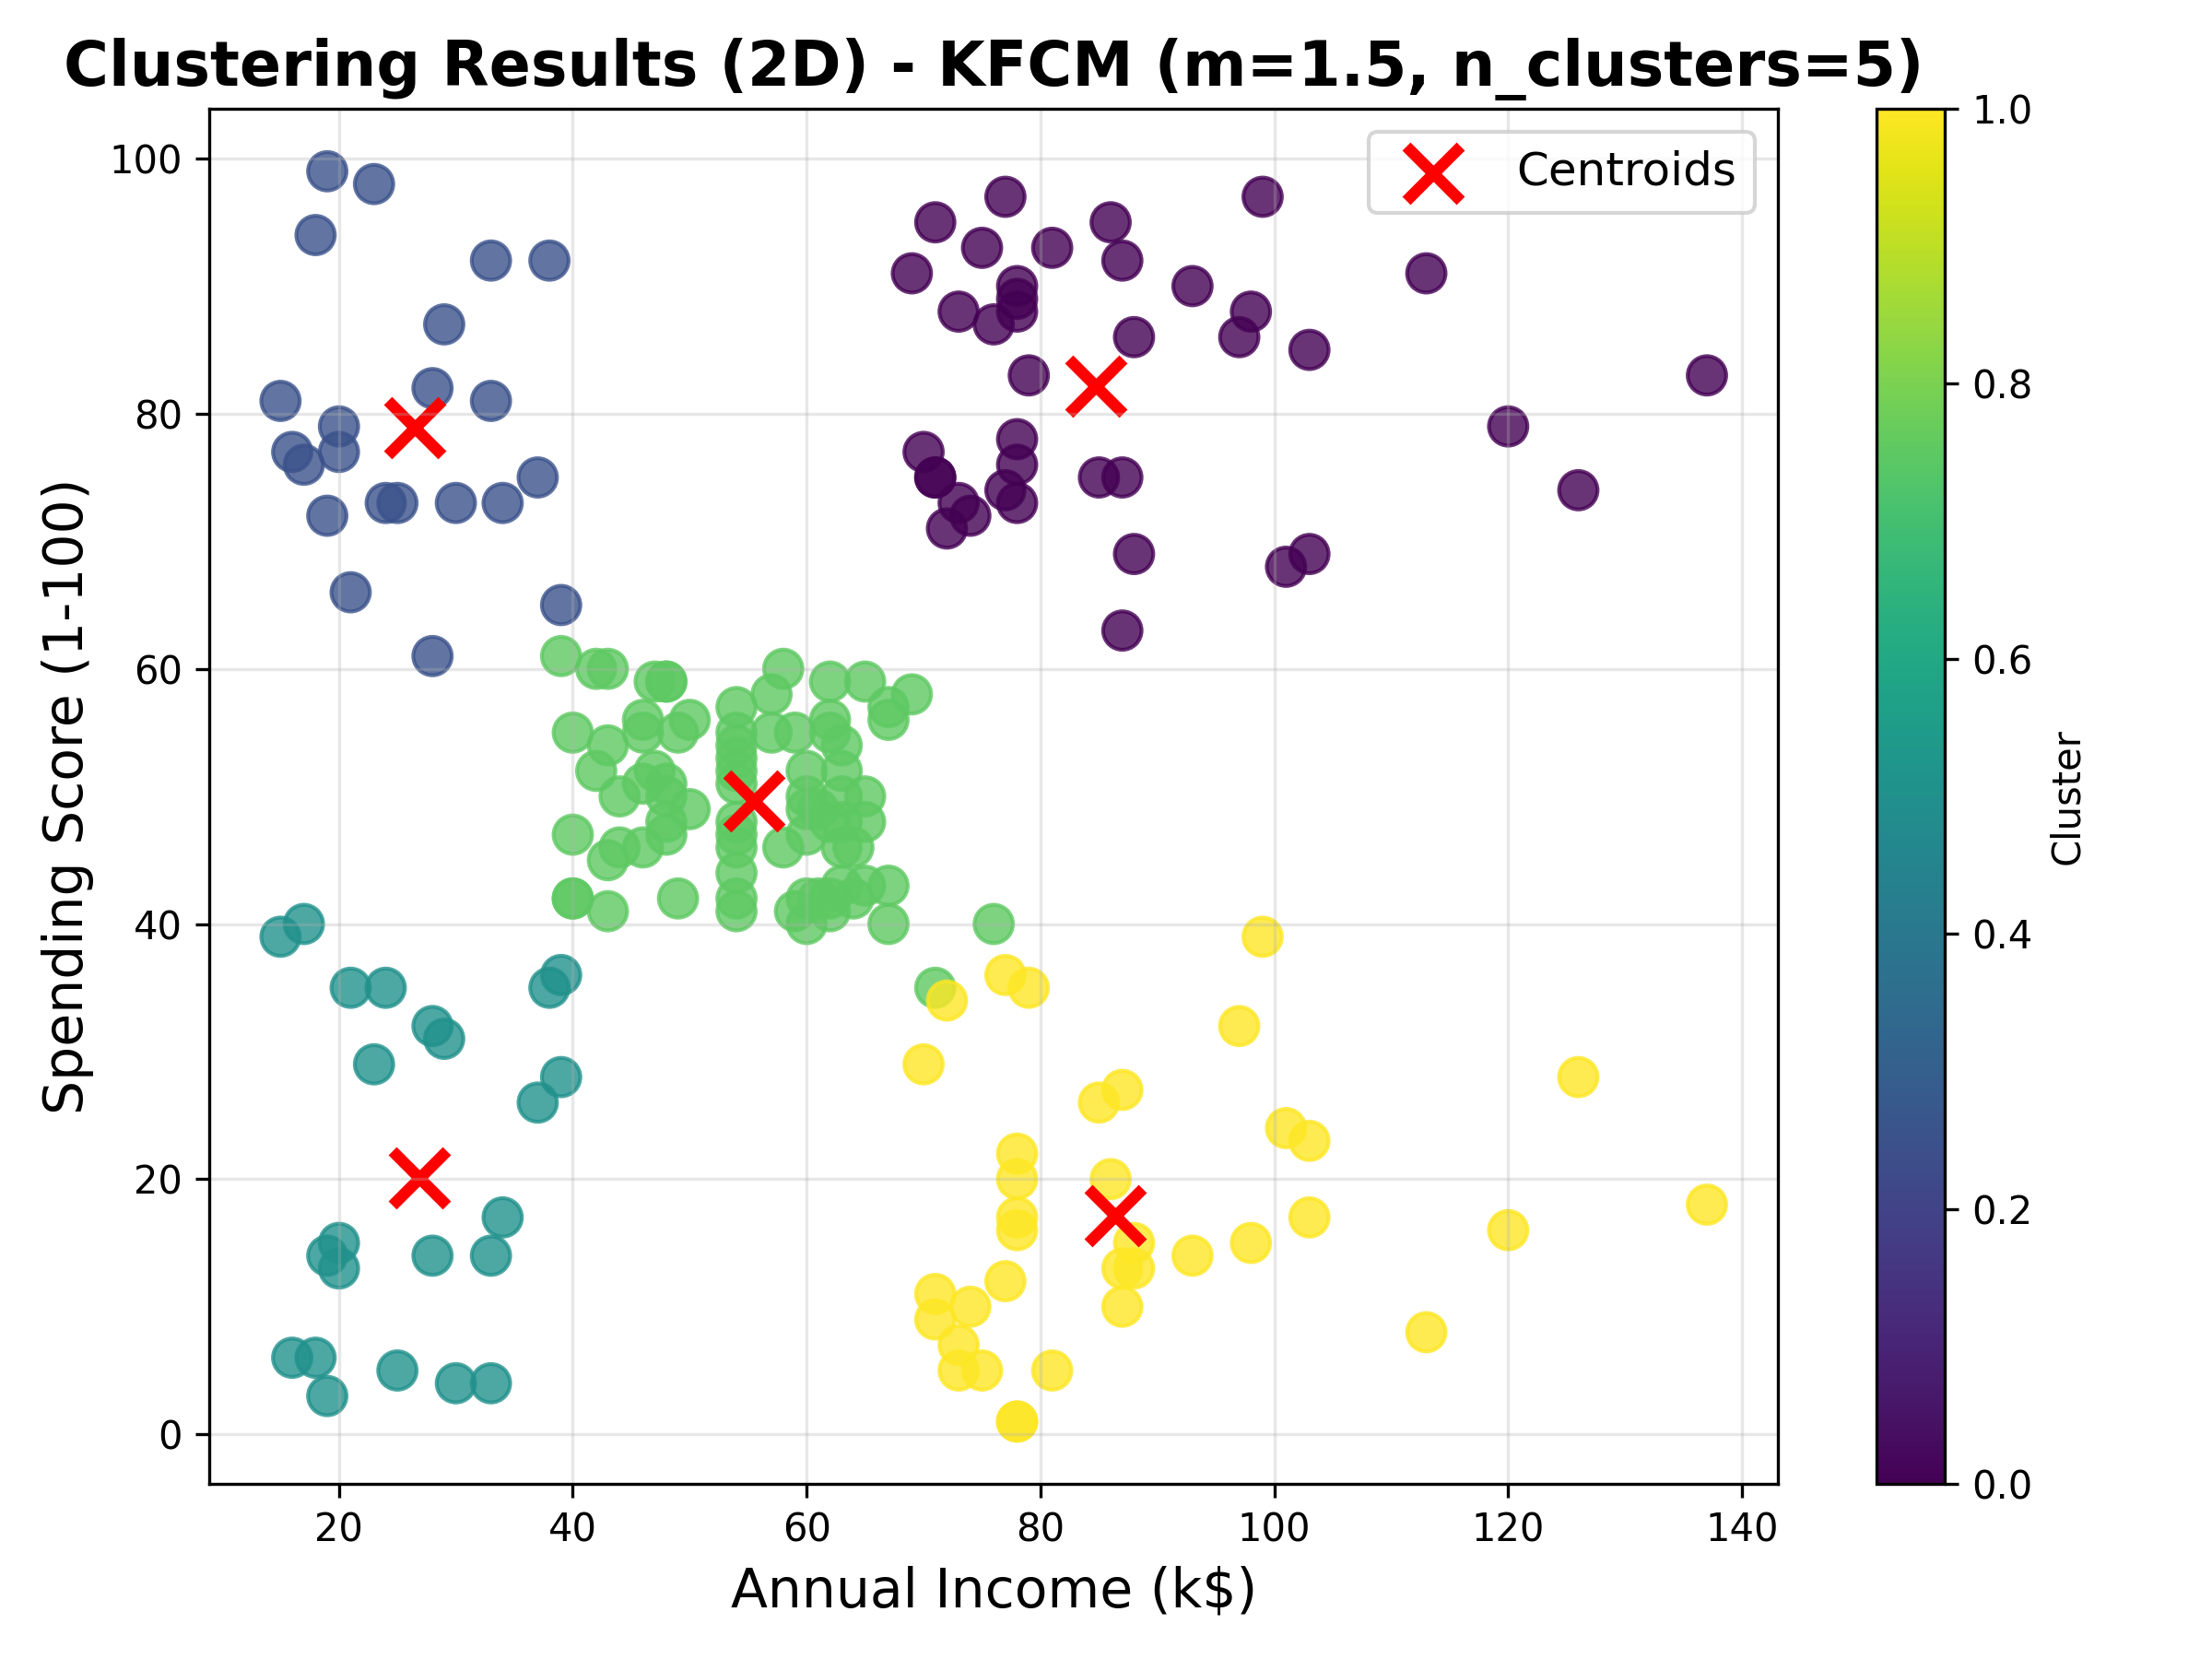 Clustering Results (2D) - KFCM (m=1.5, n_clusters=5)
Centroids
100
80
60
40
20
0
Spending Score (1-100)
20 40 60 80 100 120 140
Annual Income (k$)
1.0
0.8
0.6
0.4
0.2
0.0
Cluster